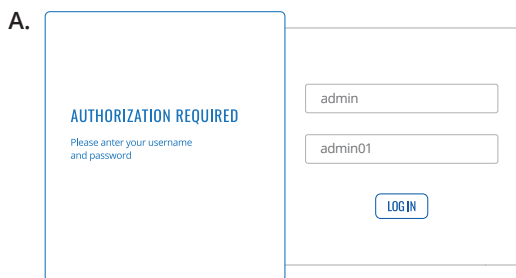 A.
AUTHORIZATION REQUIRED
Please anter your username
and password
admin
admin01
LOG IN